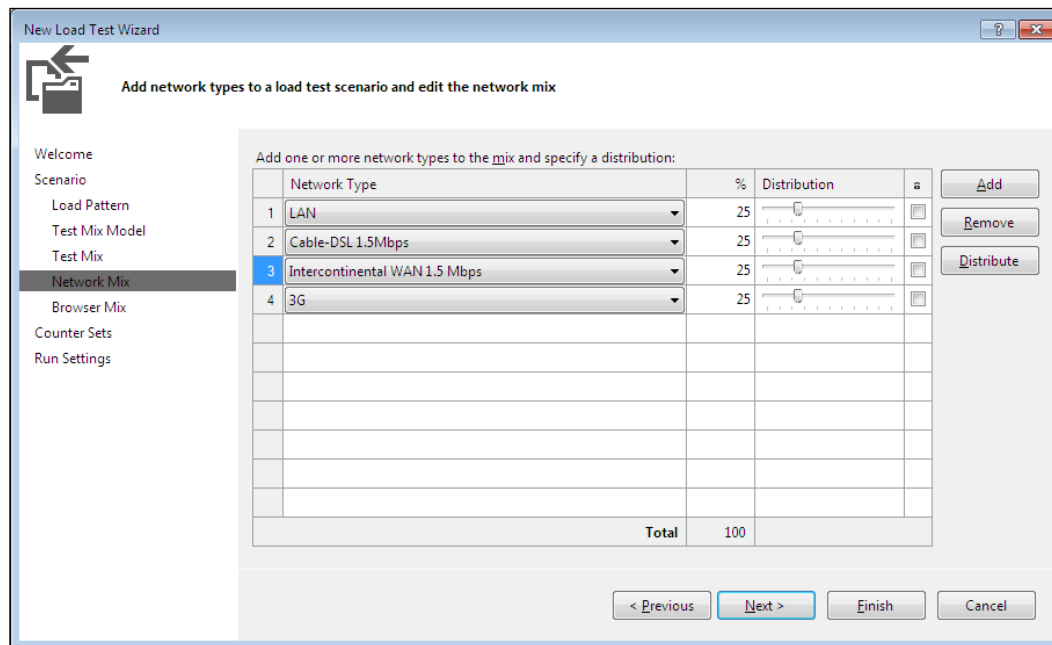 New Load Test Wizard
Add network types to a load test scenario and edit the network mix
Welcome
Scenario
Load Pattern
Test Mix Model
Test Mix
Network Mix
Browser Mix
Counter Sets
Run Settings
Add one or more network types to the mix and specify a distribution:
Network Type % Distribution
1 LAN 25
2 Cable-DSL 1.5Mbps 25
3 Intercontinental WAN 1.5 Mbps 25
4 3G 25
Total 100
Add
Remove
Distribute
< Previous Next > Finish Cancel